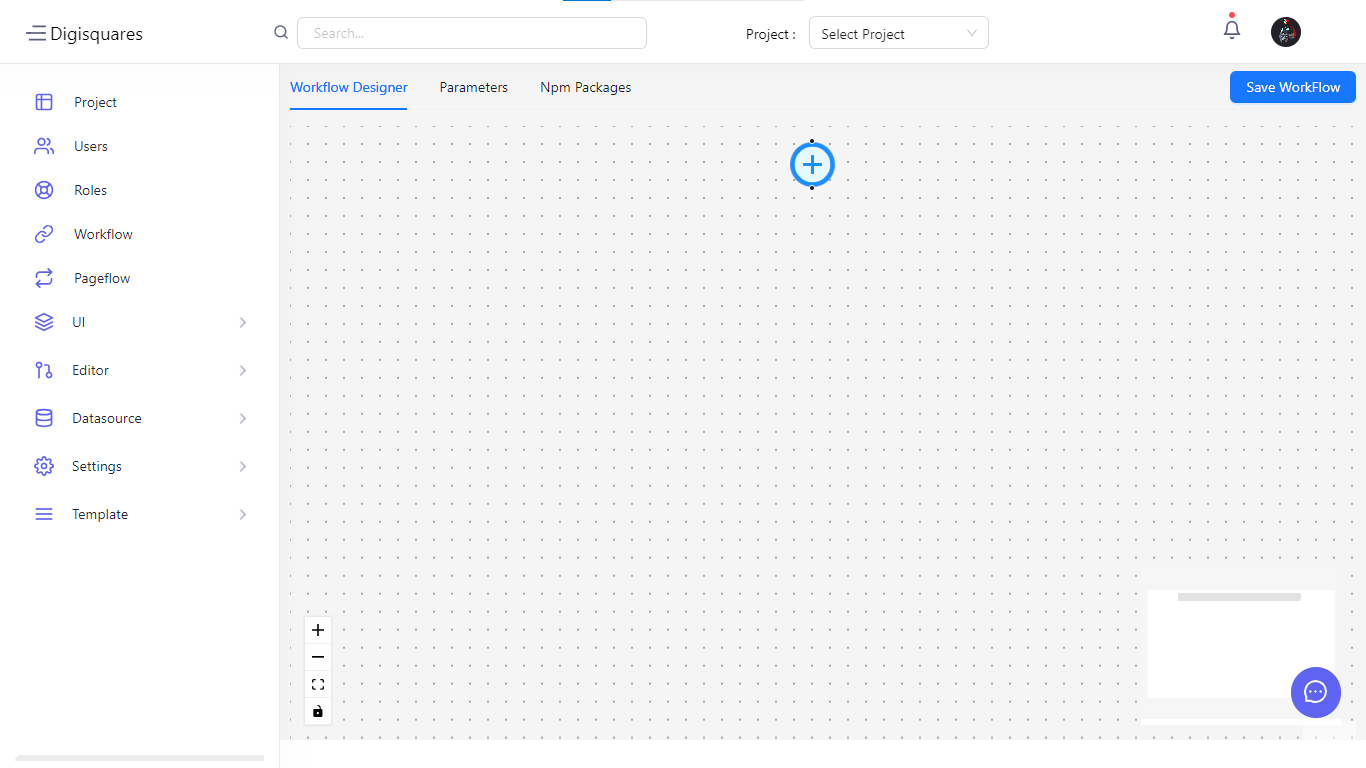 Digisquares
Search...
Project :
Select Project
Project
Users
Roles
Workflow
Pageflow
UI
Editor
Datasource
Settings
Template
Workflow Designer
Parameters
Npm Packages
Save WorkFlow